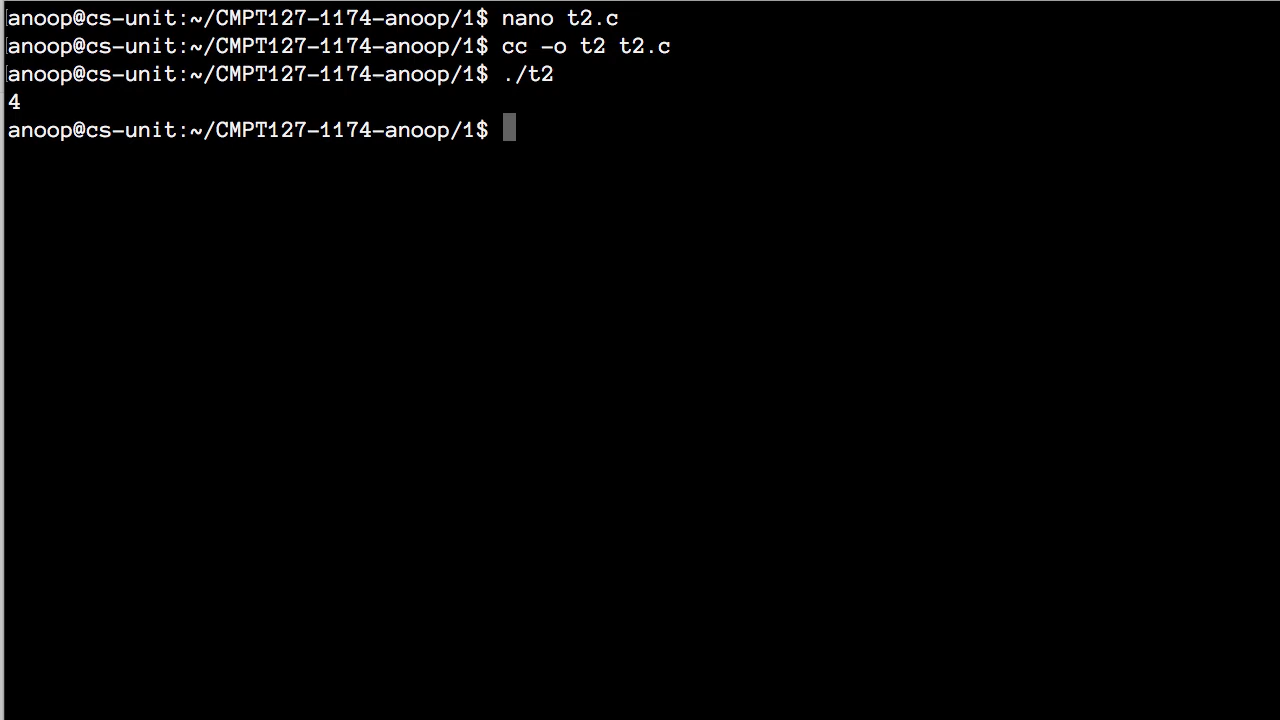 anoop@cs-unit:~/CMPT127-1174-anoop/1$ nano t2.c
anoop@cs-unit:~/CMPT127-1174-anoop/1$ cc -o t2 t2.c
anoop@cs-unit:~/CMPT127-1174-anoop/1$ ./t2
4
anoop@cs-unit:~/CMPT127-1174-anoop/1$